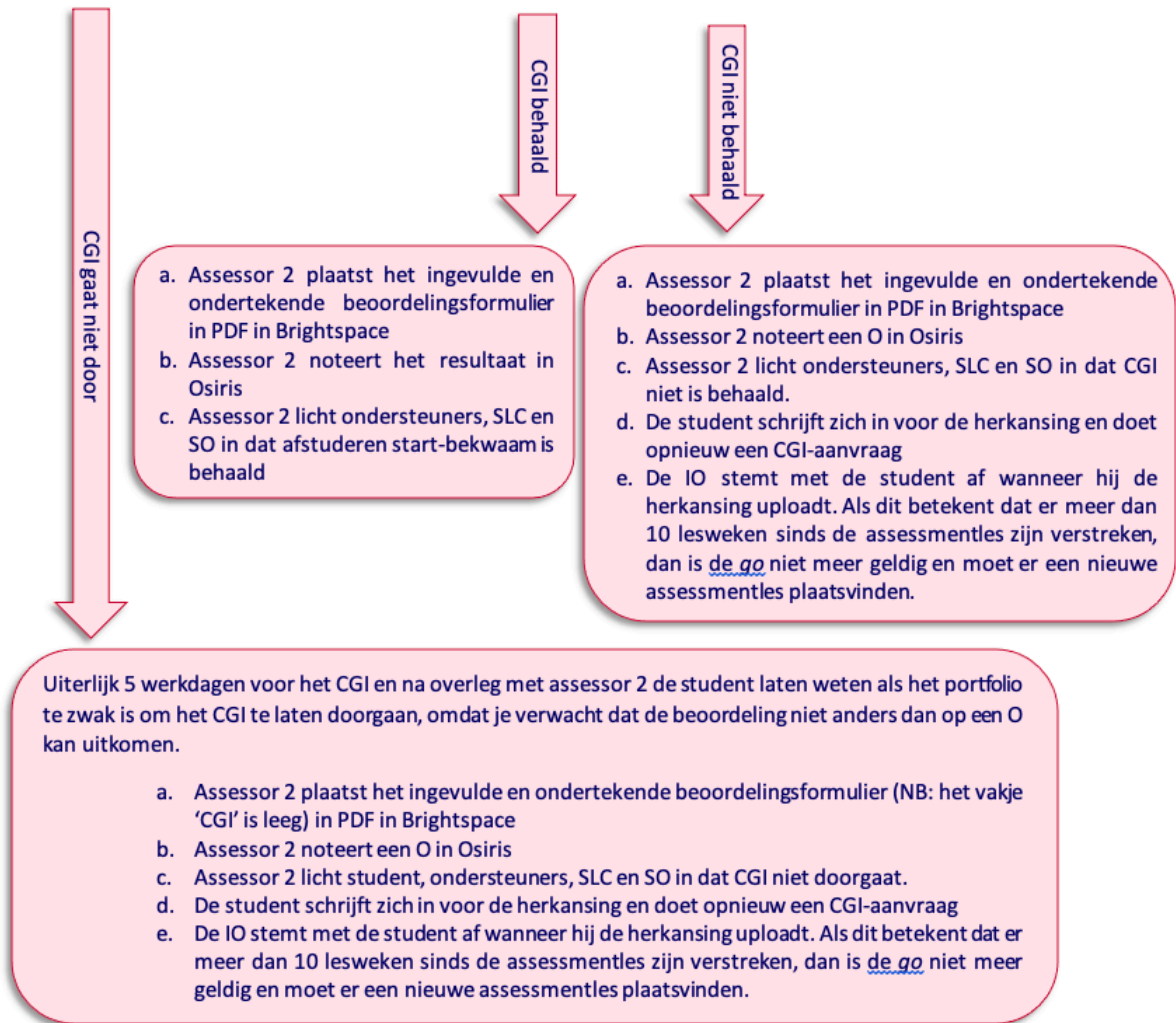 CGI gaat niet door
CGI behaald
CGI niet behaald
a. Assessor 2 plaatst het ingevulde en
ondertekende beoordelingsformulier
in PDF in Brightspace
b. Assessor 2 noteert het resultaat in
Osiris
c. Assessor 2 licht ondersteuners, SLC en
SO in dat afstuderen start-bekwaam is
behaald
a. Assessor 2 plaatst het ingevulde en ondertekende
beoordelingsformulier in PDF in Brightspace
b. Assessor 2 noteert een O in Osiris
c. Assessor 2 licht ondersteuners, SLC en SO in dat CGI
niet is behaald.
d. De student schrijft zich in voor de herkansing en doet
opnieuw een CGI-aanvraag
e. De IO stemt met de student af wanneer hij de
herkansing uploadt. Als dit betekent dat er meer dan
10 lesweken sinds de assessmentles zijn verstreken,
dan is de go niet meer geldig en moet er een nieuwe
assessmentles plaatsvinden.
Uiterlijk 5 werkdagen voor het CGI en na overleg met assessor 2 de student laten weten als het portfolio
te zwak is om het CGI te laten doorgaan, omdat je verwacht dat de beoordeling niet anders dan op een O
kan uitkomen.
a. Assessor 2 plaatst het ingevulde en ondertekende beoordelingsformulier (NB: het vakje
‘CGI’ is leeg) in PDF in Brightspace
b. Assessor 2 noteert een O in Osiris
c. Assessor 2 licht student, ondersteuners, SLC en SO in dat CGI niet doorgaat.
d. De student schrijft zich in voor de herkansing en doet opnieuw een CGI-aanvraag
e. De IO stemt met de student af wanneer hij de herkansing uploadt. Als dit betekent dat er
meer dan 10 lesweken sinds de assessmentles zijn verstreken, dan is de go niet meer
geldig en moet er een nieuwe assessmentles plaatsvinden.